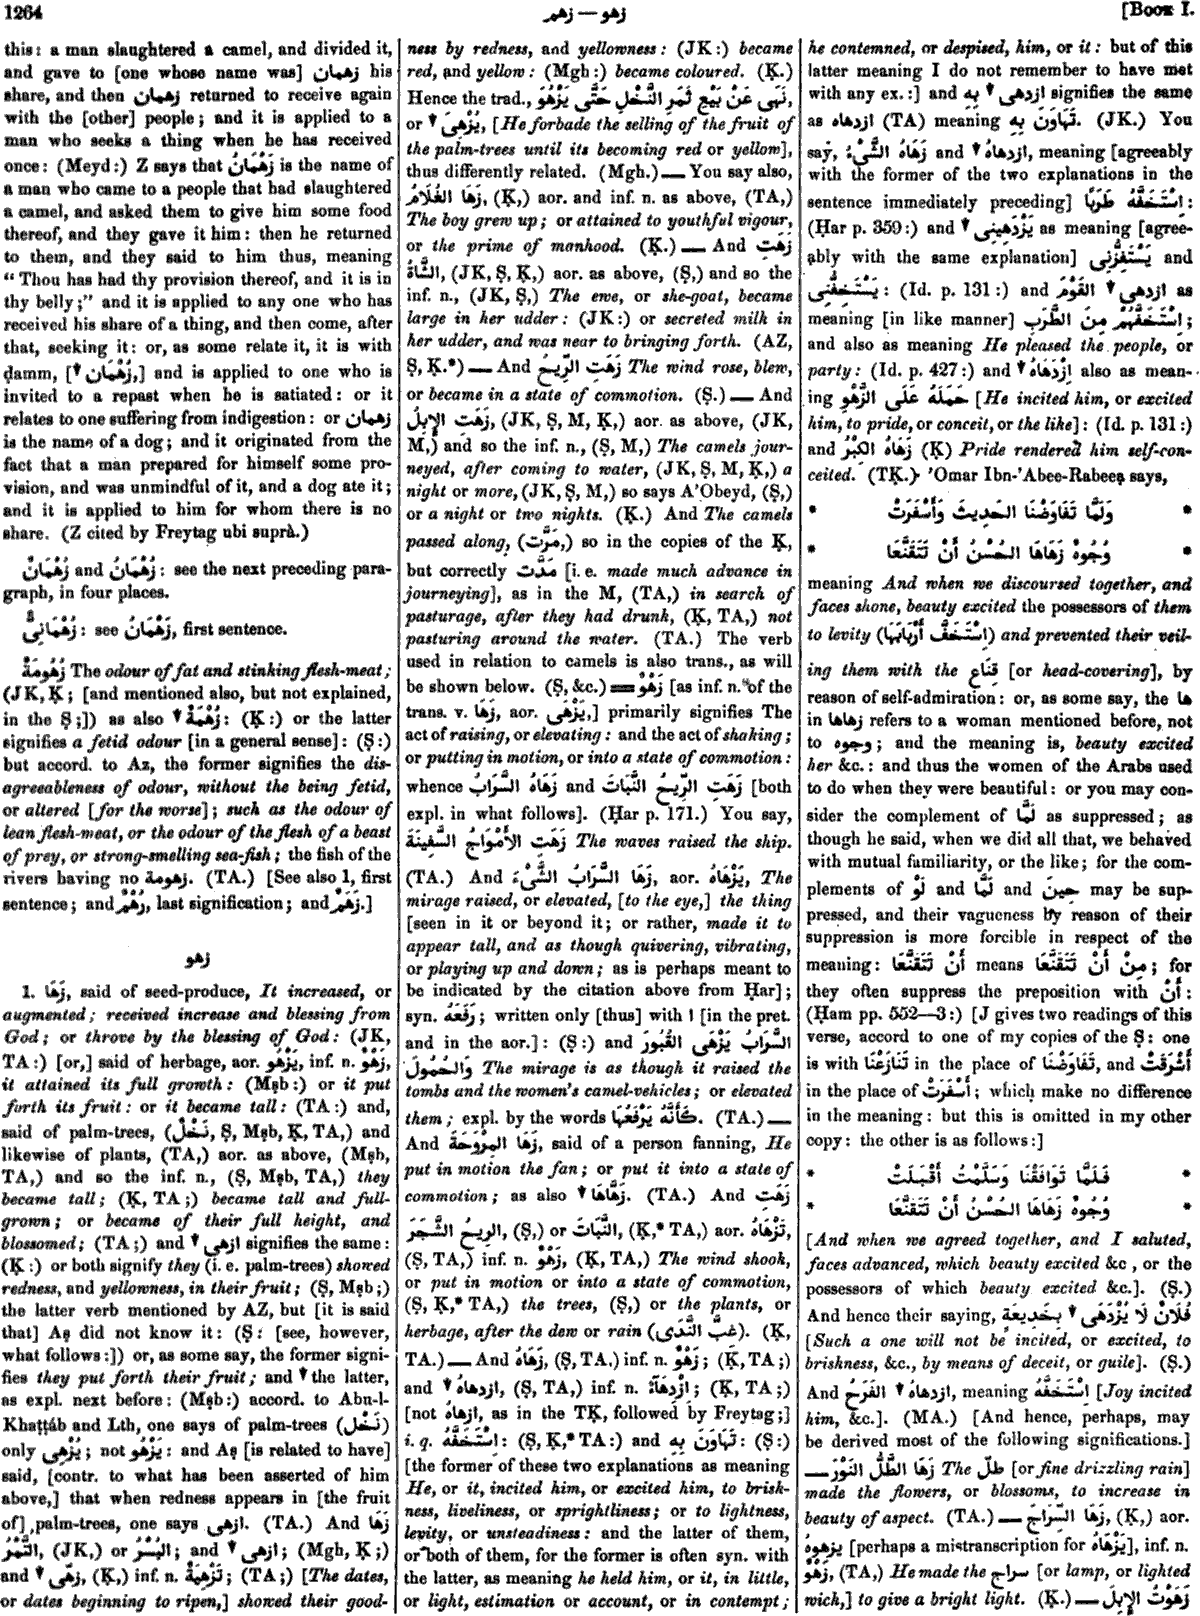 1264
زهو — زهم
[Book I.
this: a man slaughtered a camel, and divided it,
and gave to [one whose name was] زهمان his
share, and then زهمان returned to receive again
with the [other] people; and it is applied to a
man who seeks a thing when he has received
once: (Meyd:) Z says that زَهْمَانُ is the name of
a man who came to a people that had slaughtered
a camel, and asked them to give him some food
thereof, and they gave it him: then he returned
to them, and they said to him thus, meaning
“Thou has had thy provision thereof, and it is in
thy belly;” and it is applied to any one who has
received his share of a thing, and then come, after
that, seeking it: or, as some relate it, it is with
ḍamm, [▼زُهْمَان,] and is applied to one who is
invited to a repast when he is satiated: or it
relates to one suffering from indigestion: or زهمان
is the name of a dog; and it originated from the
fact that a man prepared for himself some pro-
vision, and was unmindful of it, and a dog ate it;
and it is applied to him for whom there is no
share. (Z cited by Freytag ubi suprà.)
زُهْمَانُ and زُهْمَانٌ: see the next preceding para-
graph, in four places.
زُهْمَانِىٌّ: see زَهْمَانُ, first sentence.
زُهُومَةٌ The odour of fat and stinking flesh-meat;
(JK, Ḳ; [and mentioned also, but not explained,
in the Ṣ;]) as also ▼زُهْمَةٌ: (Ḳ:) or the latter
signifies a fetid odour [in a general sense]: (Ṣ:)
but accord. to Az, the former signifies the dis-
agreeableness of odour, without the being fetid,
or altered [for the worse]; such as the odour of
lean flesh-meat, or the odour of the flesh of a beast
of prey, or strong-smelling sea-fish; the fish of the
rivers having no زهومة. (TA.) [See also 1, first
sentence; and زُهْمٌ, last signification; and زَهَمٌ.]
زهو
1. زَهَا, said of seed-produce, It increased, or
augmented; received increase and blessing from
God; or throve by the blessing of God: (JK,
TA:) [or,] said of herbage, aor. يَزْهُو, inf. n. زَهْوٌ,
it attained its full growth: (Mṣb:) or it put
forth its fruit: or it became tall: (TA:) and,
said of palm-trees, (نَخْلٌ, Ṣ, Mṣb, Ḳ, TA,) and
likewise of plants, (TA,) aor. as above, (Mṣb,
TA,) and so the inf. n., (Ṣ, Mṣb, TA,) they
became tall; (Ḳ, TA;) became tall and full-
grown; or became of their full height, and
blossomed; (TA;) and ▼ازهى signifies the same:
(Ḳ:) or both signify they (i. e. palm-trees) showed
redness, and yellowness, in their fruit; (Ṣ, Mṣb;)
the latter verb mentioned by AZ, but [it is said
that] Aṣ did not know it: (Ṣ: [see, however,
what follows:]) or, as some say, the former signi-
fies they put forth their fruit; and ▼the latter,
as expl. next before: (Mṣb:) accord. to Abu-l-
Khaṭṭáb and Lth, one says of palm-trees (نَخْل)
only يُزْهِى; not يَزْهُو: and Aṣ [is related to have]
said, [contr. to what has been asserted of him
above,] that when redness appears in [the fruit
of] palm-trees, one says ازهى. (TA.) And زَهَا
التَّمْرُ, (JK,) or البُسْرُ; and ▼ازهى; (Mgh, Ḳ;)
and ▼زَهَّى, (Ḳ,) inf. n. تَزْهِيَةٌ; (TA;) [The dates,
or dates beginning to ripen,] showed their good-
ness by redness, and yellowness: (JK:) became
red, and yellow: (Mgh:) became coloured. (Ḳ.)
Hence the trad., نَهَى عَنْ بَيْعِ ثَمَرِ النَّخْلِ حَتَّى يَزْهُوَ,
or ▼يُزْهِىَ, [He forbade the selling of the fruit of
the palm-trees until its becoming red or yellow],
thus differently related. (Mgh.) — You say also,
زَهَا الغُلَامُ, (Ḳ,) aor. and inf. n. as above, (TA,)
The boy grew up; or attained to youthful vigour,
or the prime of manhood. (Ḳ.) — And زَهَتِ
الشَّاةُ, (JK, Ṣ, Ḳ,) aor. as above, (Ṣ,) and so the
inf. n., (JK, Ṣ,) The ewe, or she-goat, became
large in her udder: (JK:) or secreted milk in
her udder, and was near to bringing forth. (AZ,
Ṣ, Ḳ.*) — And زَهَتِ الرِّيحُ The wind rose, blew,
or became in a state of commotion. (Ṣ.) — And
زَهَتِ الإِبِلُ, (JK, Ṣ, M, Ḳ,) aor. as above, (JK,
M,) and so the inf. n., (Ṣ, M,) The camels jour-
neyed, after coming to water, (JK, Ṣ, M, Ḳ,) a
night or more, (JK, Ṣ, M,) so says A'Obeyd, (Ṣ,)
or a night or two nights. (Ḳ.) And The camels
passed along, (مَرَّت,) so in the copies of the Ḳ,
but correctly مَدَّت [i. e. made much advance in
journeying], as in the M, (TA,) in search of
pasturage, after they had drunk, (Ḳ, TA,) not
pasturing around the water. (TA.) The verb
used in relation to camels is also trans., as will
be shown below. (Ṣ, &c.) = زَهْوٌ [as inf. n. of the
trans. v. زَهَا, aor. يَزْهَى,] primarily signifies The
act of raising, or elevating: and the act of shaking;
or putting in motion, or into a state of commotion:
whence زَهَاهُ السَّرَابُ and زَهَتِ الرِّيحُ النَّبَاتَ [both
expl. in what follows]. (Ḥar p. 171.) You say,
زَهَتِ الأَمْوَاجُ السَّفِينَةَ The waves raised the ship.
(TA.) And زَهَا السَّرَابُ الشَّىْءَ, aor. يَزْهَاهُ, The
mirage raised, or elevated, [to the eye,] the thing
[seen in it or beyond it; or rather, made it to
appear tall, and as though quivering, vibrating,
or playing up and down; as is perhaps meant to
be indicated by the citation above from Ḥar];
syn. رَفَعَهُ; written only [thus] with ا [in the pret.
and in the aor.]: (Ṣ:) and السَّرَابُ يَزْهَى القُبُورَ
وَالحُمُولَ The mirage is as though it raised the
tombs and the women's camel-vehicles; or elevated
them; expl. by the words كَأَنَّهُ يَرْفَعُهَا. (TA.) —
And زَهَا المِرْوَحَةَ, said of a person fanning, He
put in motion the fan; or put it into a state of
commotion; as also ▼زَهَّاهَا. (TA.) And زَهَتِ
الرِيحُ الشَّجَرَ, (Ṣ,) or النَّبَاتَ, (Ḳ,* TA,) aor. تَزْهَاهُ,
(Ṣ, TA,) inf. n. زَهْوٌ, (Ḳ, TA,) The wind shook,
or put in motion or into a state of commotion,
(Ṣ, Ḳ,* TA,) the trees, (Ṣ,) or the plants, or
herbage, after the dew or rain (غِبَّ النَّدَى). (Ḳ,
TA.) — And زَهَاهُ, (Ṣ, TA.) inf. n. زَهْوٌ; (Ḳ, TA;)
and ▼ازدهاهُ, (Ṣ, TA,) inf. n. اِزْدِهَآءٌ; (Ḳ, TA;)
[not ازهاهُ, as in the TḲ, followed by Freytag;]
i. q. اِسْتَخَفَّهُ: (Ṣ, Ḳ,* TA:) and تَهَاوَنَ بِهِ: (Ṣ:)
[the former of these two explanations as meaning
He, or it, incited him, or excited him, to brisk-
ness, liveliness, or sprightliness; or to lightness,
levity, or unsteadiness: and the latter of them,
or both of them, for the former is often syn. with
the latter, as meaning he held him, or it, in little,
or light, estimation or account, or in contempt;
he contemned, or despised, him, or it: but of this
latter meaning I do not remember to have met
with any ex.:] and ▼ازدهى بِهِ signifies the same
as ازدهاه (TA) meaning تَهَاوَنَ بِهِ. (JK.) You
say, زَهَاهُ الشَّىْءُ and ▼ازدهاهُ, meaning [agreeably
with the former of the two explanations in the
sentence immediately preceding] اِسْتَخَفَّهُ طَرَبًا:
(Ḥar p. 359:) and ▼يَزْدَهِينِى as meaning [agree-
ably with the same explanation] يَسْتَفِزُّنِى and
يَسْتَخِفُّنِى: (Id. p. 131:) and ازدهى ▼ القَوْمَ as
meaning [in like manner] اِسْتَخَفَّهُمْ مِنَ الطَّرَبِ;
and also as meaning He pleased the people, or
party: (Id. p. 427:) and ▼اِزْدَهَاهُ also as mean-
ing حَمَلَهُ عَلَى الزَّهْوِ [He incited him, or excited
him, to pride, or conceit, or the like]: (Id. p. 131:)
and زَهَاهُ الكِبْرُ (Ḳ) Pride rendered him self-con-
ceited. (TḲ.) 'Omar Ibn-'Abee-Rabeeạ says,
* وَلَمَّا تَفَاوَضْنَا الحَدِيثَ وَأَسْفَرَتْ *
* وُجُوهٌ زَهَاهَا الحُسْنُ أَنْ تَتَقَنَّعَا *
meaning And when we discoursed together, and
faces shone, beauty excited the possessors of them
to levity (اِسْتَخَفَّ أَرْبَابَهَا) and prevented their veil-
ing them with the قِنَاع [or head-covering], by
reason of self-admiration: or, as some say, the ها
in زهاها refers to a woman mentioned before, not
to وجوه; and the meaning is, beauty excited
her &c.: and thus the women of the Arabs used
to do when they were beautiful: or you may con-
sider the complement of لَمَّا as suppressed; as
though he said, when we did all that, we behaved
with mutual familiarity, or the like; for the com-
plements of لَوْ and لَمَّا and حِينَ may be sup-
pressed, and their vagueness by reason of their
suppression is more forcible in respect of the
meaning: أَنْ تَتَقَنَّعَا means مِنْ أَنْ تَتَقَنَّعَا; for
they often suppress the preposition with أَنْ:
(Ḥam pp. 552—3:) [J gives two readings of this
verse, accord to one of my copies of the Ṣ: one
is with تَنَازَعْنَا in the place of تَفَاوَضْنَا, and أَشْرَقَتْ
in the place of أَسْفَرَتْ; which make no difference
in the meaning: but this is omitted in my other
copy: the other is as follows:]
* فَلَمَّا تَوَافَقْنَا وَسَلَّمْتُ أَقْبَلَتْ *
* وُجُوهٌ زَهَاهَا الحُسْنُ أَنْ تَتَقَنَّعَا *
[And when we agreed together, and I saluted,
faces advanced, which beauty excited &c, or the
possessors of which beauty excited &c.]. (Ṣ.)
And hence their saying, فُلَانٌ لَا يُزْدَهَى ▼ بِخَدِيعَةٍ
[Such a one will not be incited, or excited, to
brishness, &c., by means of deceit, or guile]. (Ṣ.)
And ازدهاهُ ▼ الفَرَحُ, meaning اِسْتَخَفَّهُ [Joy incited
him, &c.]. (MA.) [And hence, perhaps, may
be derived most of the following significations.]
— زَهَا الطَّلُّ النَّوْرَ The طلّ [or fine drizzling rain]
made the flowers, or blossoms, to increase in
beauty of aspect. (TA.) — زَهَا السِّرَاجَ, (Ḳ,) aor.
يزهوه [perhaps a mistranscription for يَزْهَاهُ], inf. n.
زَهْوٌ, (TA,) He made the سراج [or lamp, or lighted
wick,] to give a bright light. (Ḳ.) — زَهَوْتُ الإِبِلَ